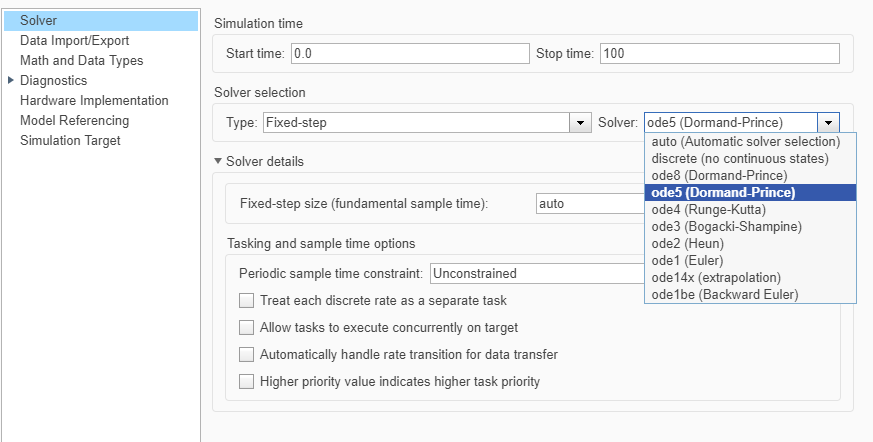 Solver
Data Import/Export
Math and Data Types
Diagnostics
Hardware Implementation
Model Referencing
Simulation Target
Simulation time
Start time: 0.0 Stop time: 100
Solver selection
Type: Fixed-step Solver: ode5 (Dormand-Prince)
auto (Automatic solver selection)
discrete (no continuous states)
ode8 (Dormand-Prince)
ode5 (Dormand-Prince)
ode4 (Runge-Kutta)
ode3 (Bogacki-Shampine)
ode2 (Heun)
ode1 (Euler)
ode14x (extrapolation)
ode1be (Backward Euler)
Solver details
Fixed-step size (fundamental sample time): auto
Tasking and sample time options
Periodic sample time constraint: Unconstrained
Treat each discrete rate as a separate task
Allow tasks to execute concurrently on target
Automatically handle rate transition for data transfer
Higher priority value indicates higher task priority